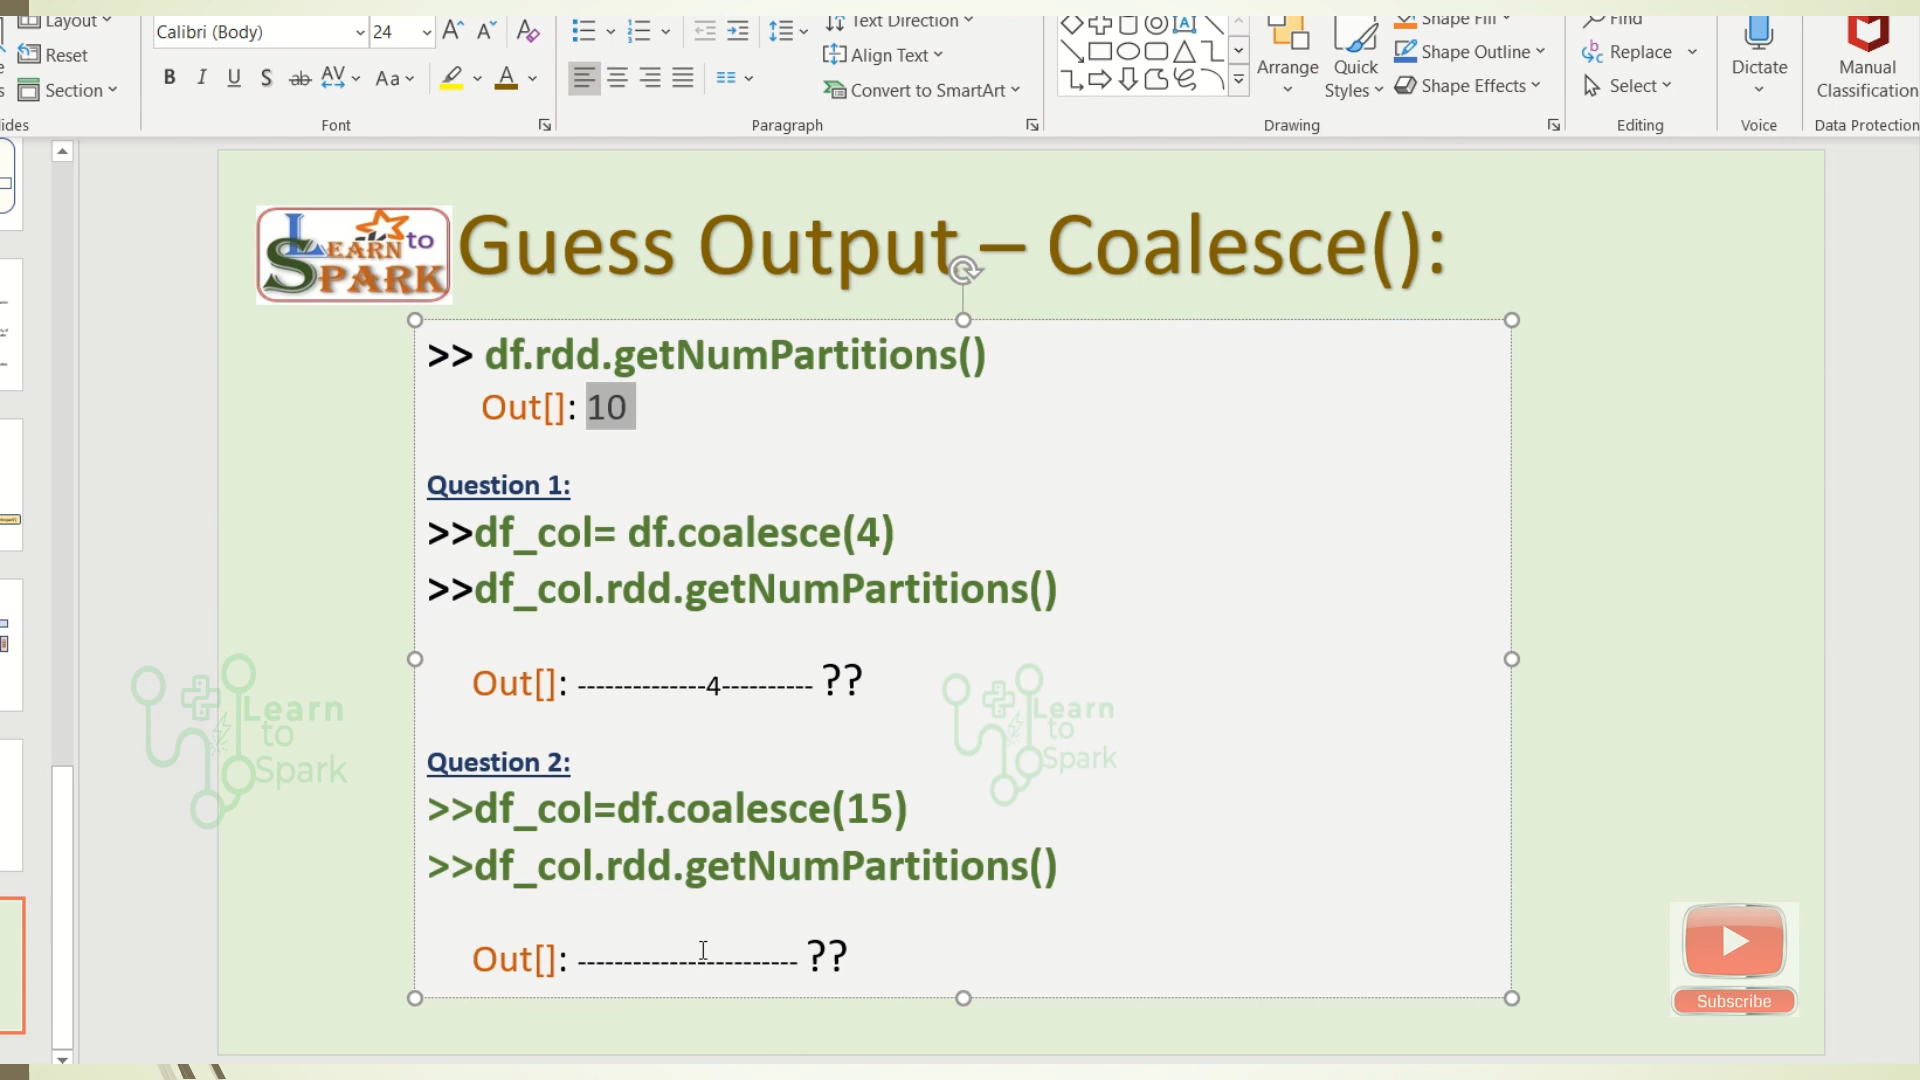 Layout
Calibri (Body)
24
Text Direction
Shape Fill
Find
Reset
Align Text
Arrange
Quick
Styles
Shape Outline
Replace
Dictate
Manual
Classification
Section
B I U S ab AV Aa A
Convert to SmartArt
Shape Effects
Select
Font
Paragraph
Drawing
Editing
Voice
Data Protection
LEARN to
SPARK
Guess Output – Coalesce():
>> df.rdd.getNumPartitions()
Out[]: 10
Question 1:
>>df_col= df.coalesce(4)
>>df_col.rdd.getNumPartitions()
Out[]: --------------4---------- ??
Question 2:
>>df_col=df.coalesce(15)
>>df_col.rdd.getNumPartitions()
Out[]: ------------------------ ??
Learn
to
Spark
Learn
to
Spark
Subscribe